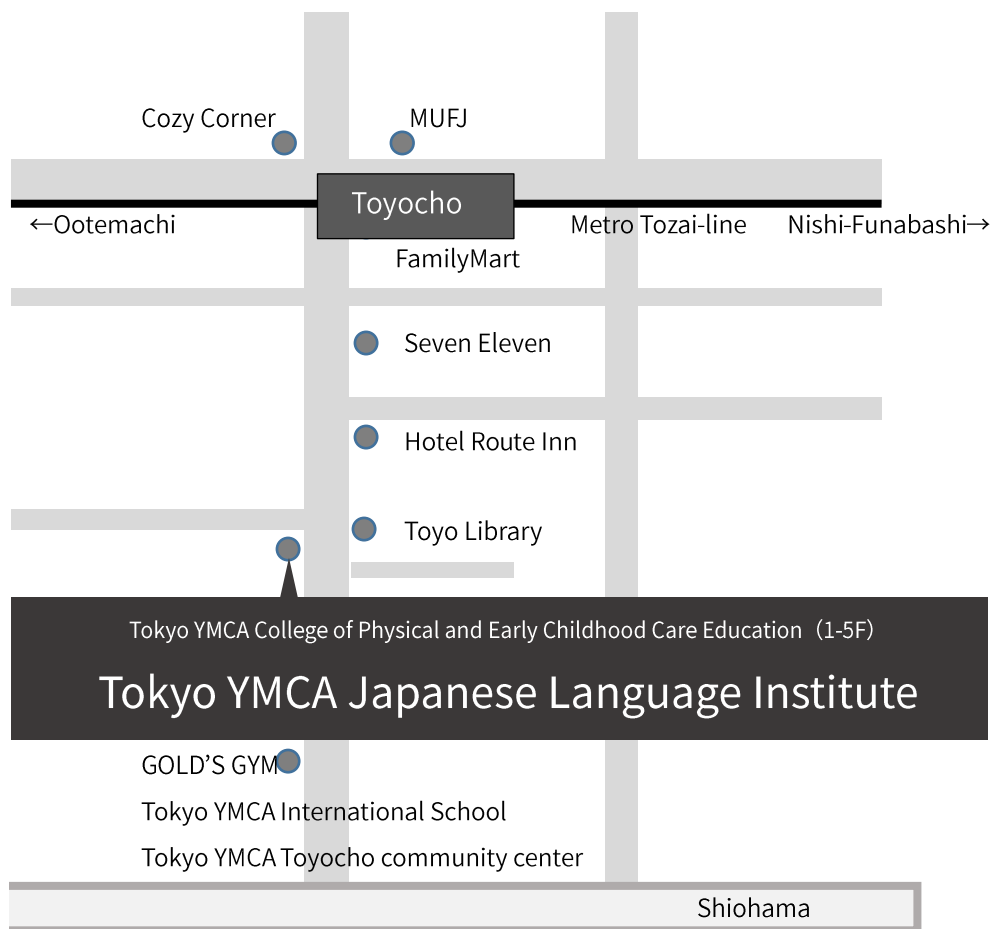 Cozy Corner
MUFJ
Toyocho
←Ootemachi
Metro Tozai-line
Nishi-Funabashi→
FamilyMart
Seven Eleven
Hotel Route Inn
Toyo Library
Tokyo YMCA College of Physical and Early Childhood Care Education（1-5F）
Tokyo YMCA Japanese Language Institute
GOLD’S GYM
Tokyo YMCA International School
Tokyo YMCA Toyocho community center
Shiohama